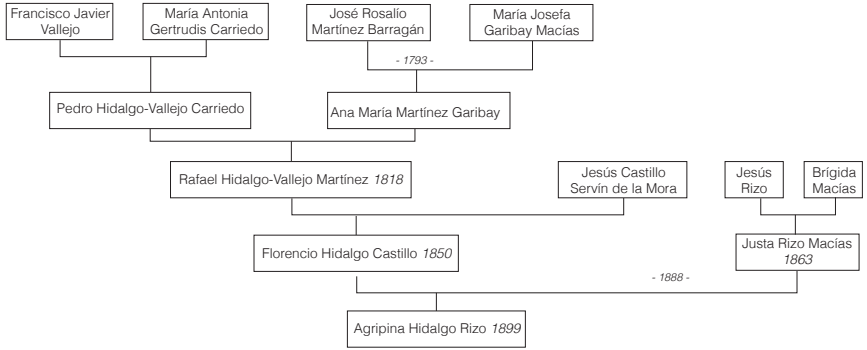 Francisco Javier
Vallejo
María Antonia
Gertrudis Carriedo
José Rosalío
Martínez Barragán
María Josefa
Garibay Macías
- 1793 -
Pedro Hidalgo-Vallejo Carriedo
Ana María Martínez Garibay
Rafael Hidalgo-Vallejo Martínez 1818
Jesús Castillo
Servín de la Mora
Jesús
Rizo
Brígida
Macías
Florencio Hidalgo Castillo 1850
Justa Rizo Macías
1863
- 1888 -
Agripina Hidalgo Rizo 1899